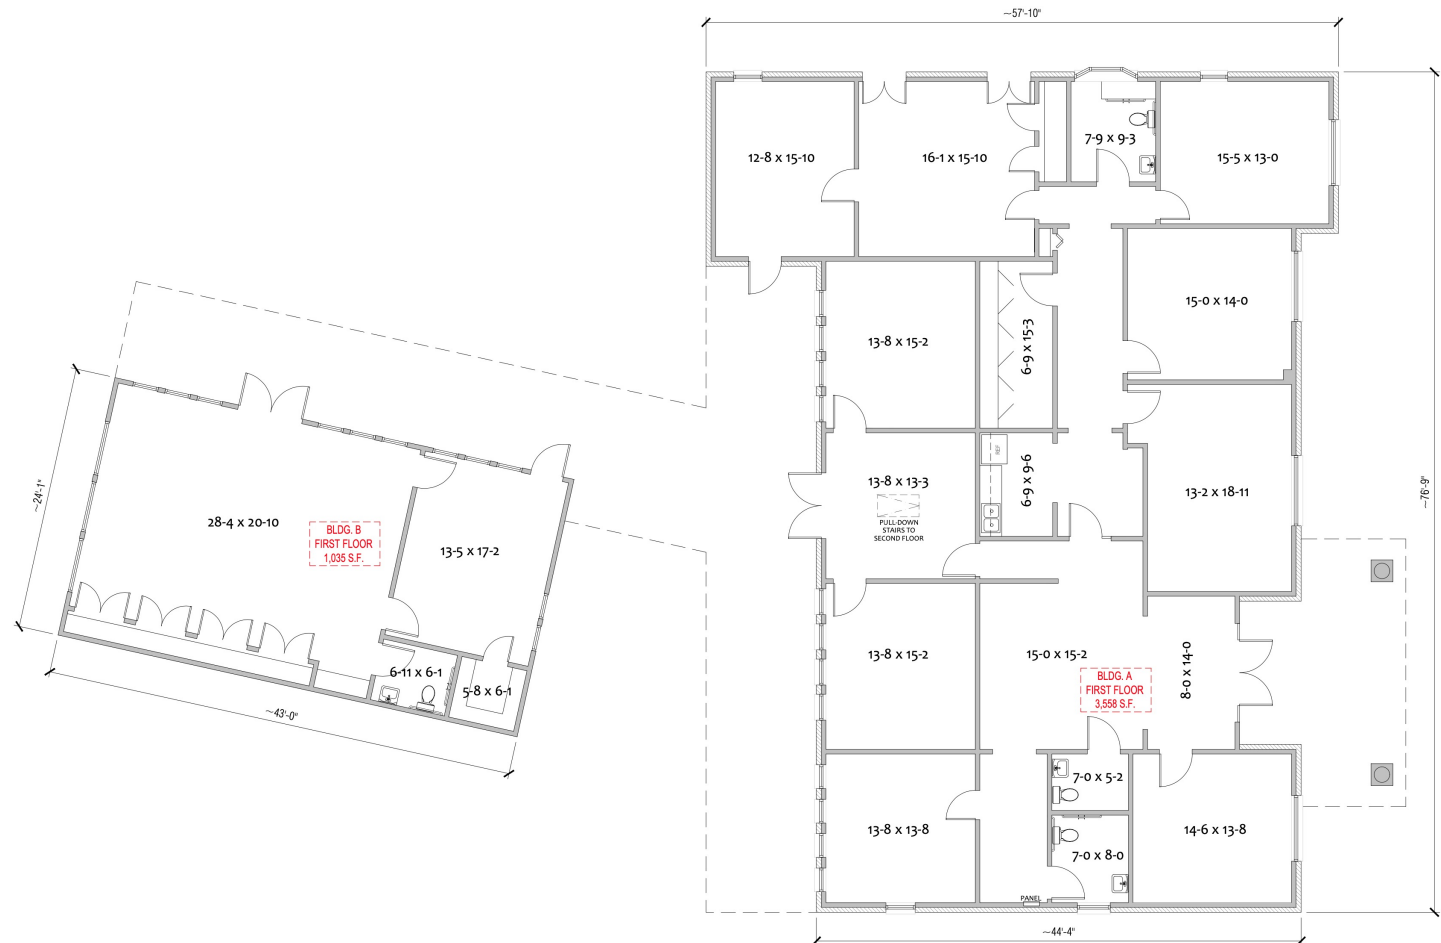 ~57'-10"
12-8 x 15-10
16-1 x 15-10
7-9 x 9-3
15-5 x 13-0
15-0 x 14-0
13-8 x 15-2
6-9 x 15-3
13-2 x 18-11
13-8 x 13-3
PULL-DOWN
STAIRS TO
SECOND FLOOR
REF
6-9 x 9-6
~76'-9"
~24'-1"
28-4 x 20-10
BLDG. B
FIRST FLOOR
1,035 S.F.
13-5 x 17-2
6-11 x 6-1
5-8 x 6-1
~43'-0"
13-8 x 15-2
15-0 x 15-2
BLDG. A
FIRST FLOOR
3,558 S.F.
8-0 x 14-0
7-0 x 5-2
13-8 x 13-8
7-0 x 8-0
14-6 x 13-8
PANEL
~44'-4"